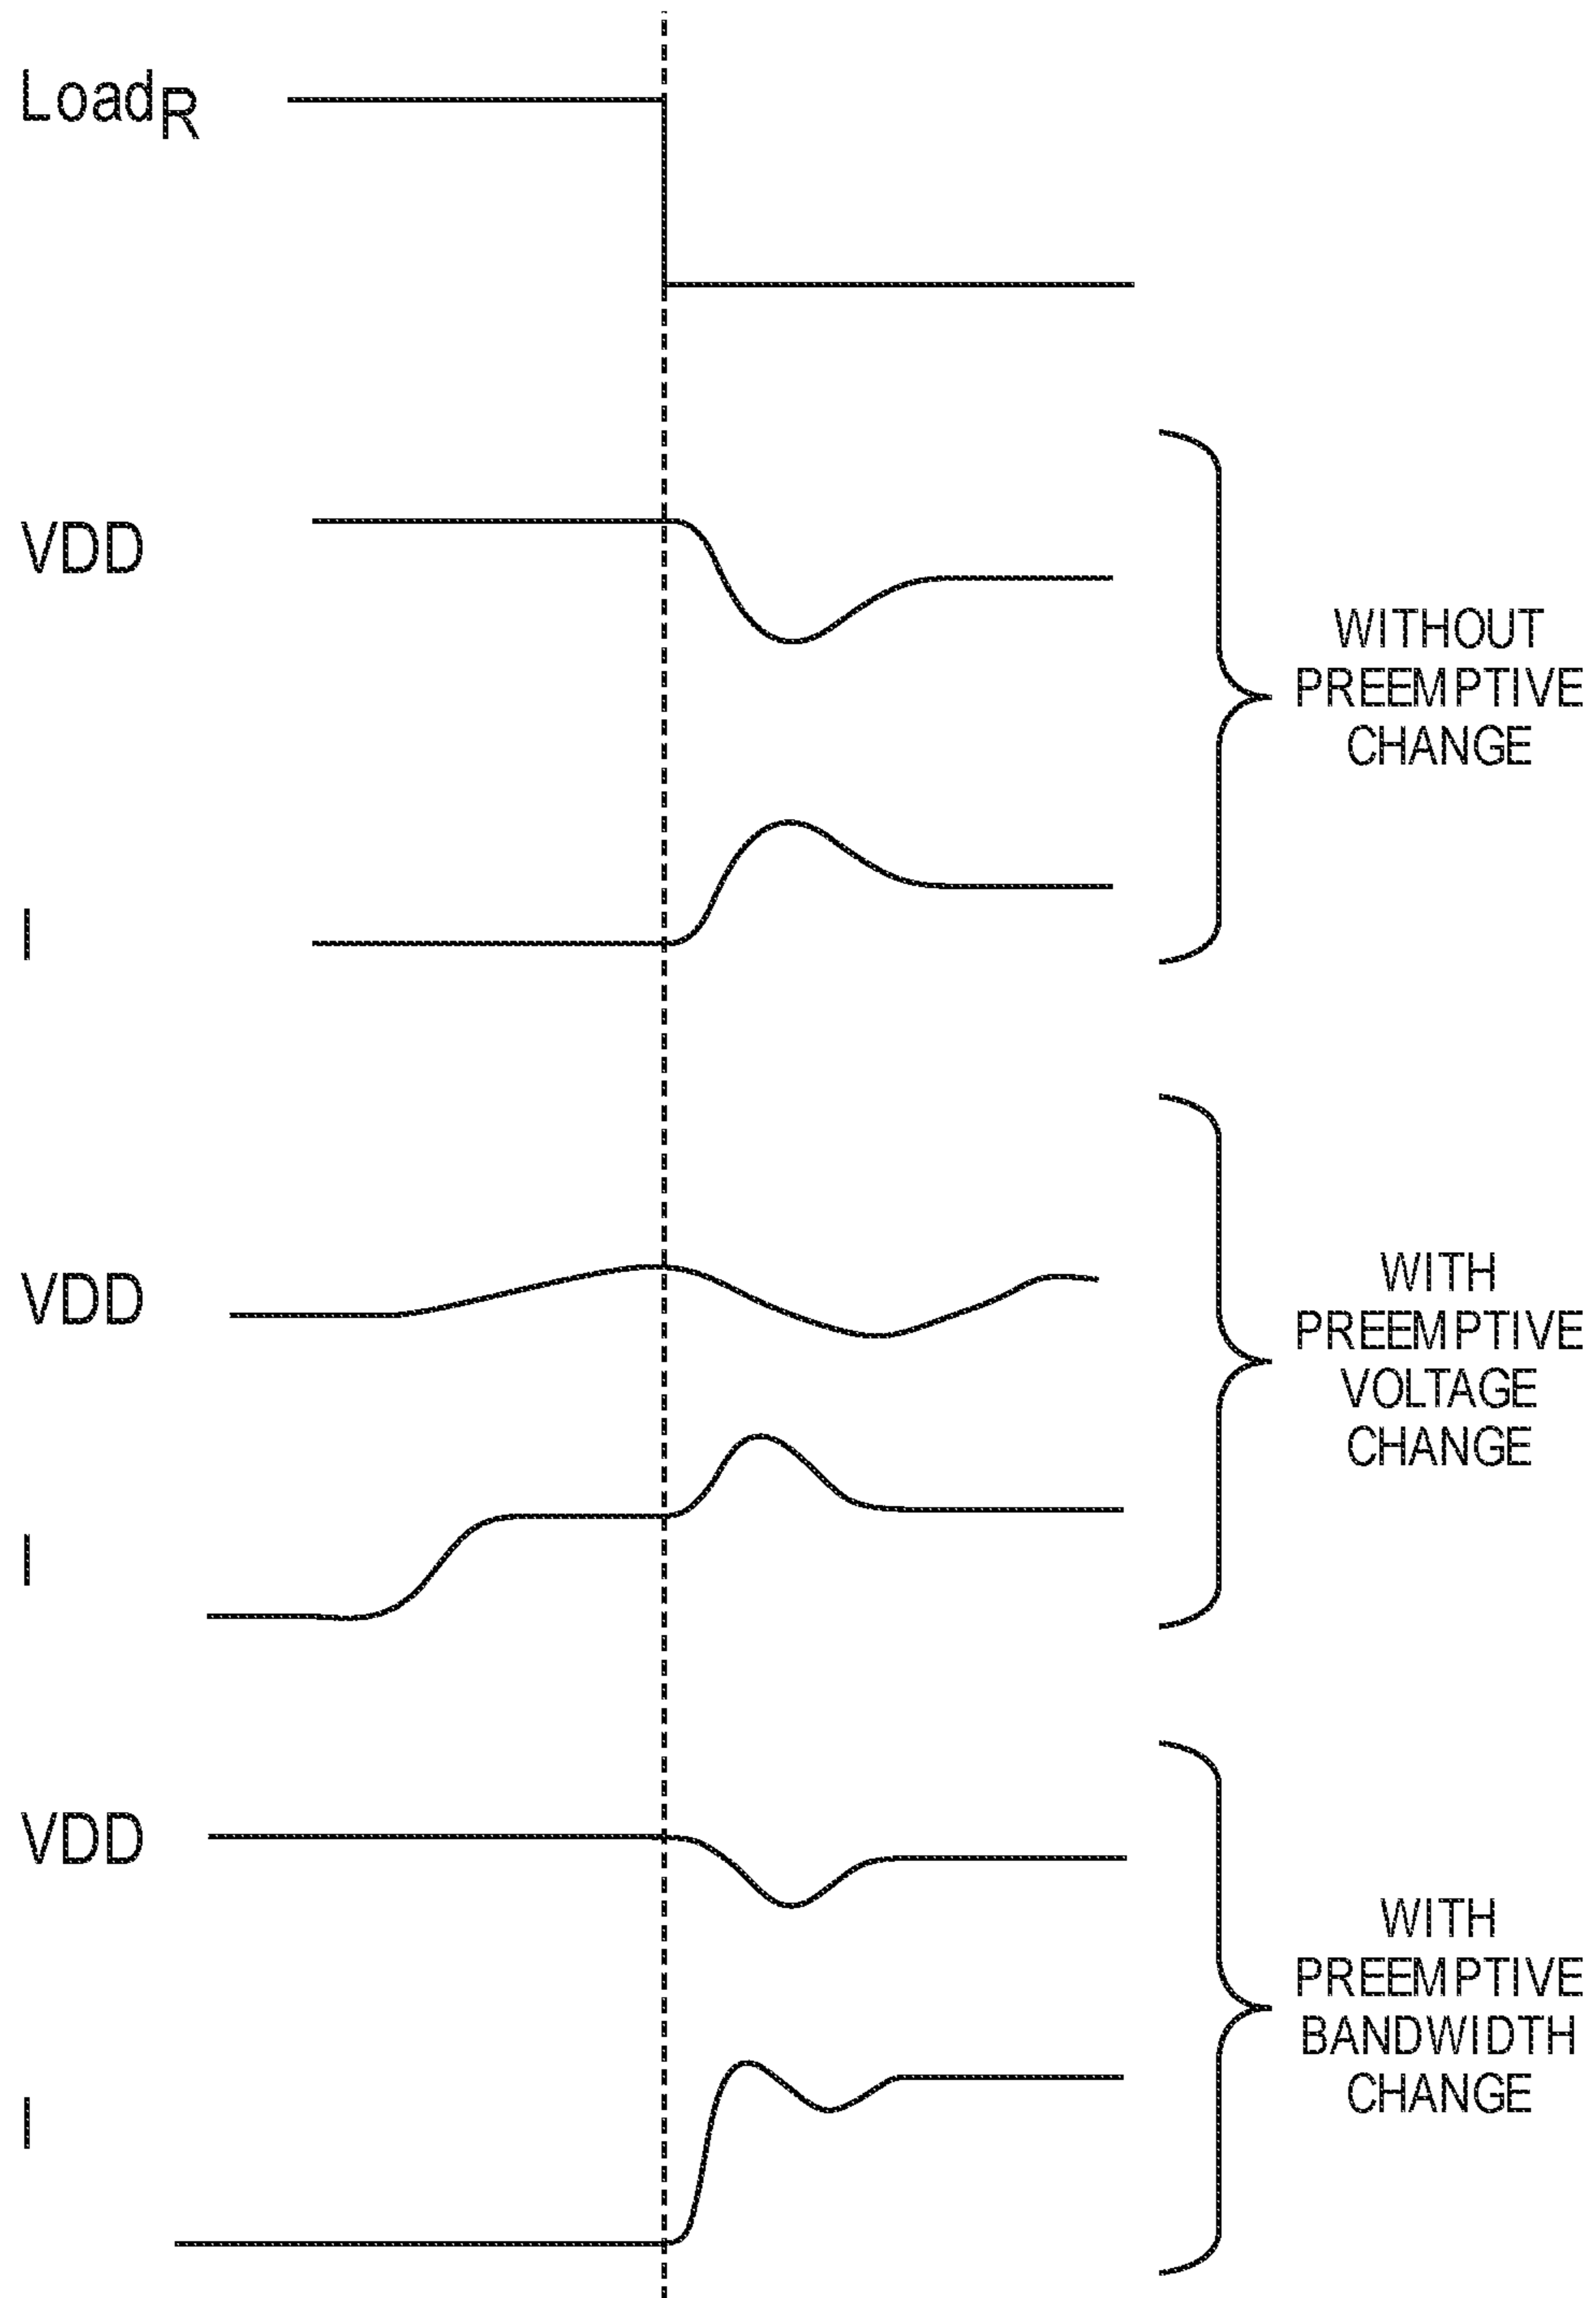 LoadR
VDD
WITHOUT
PREEMPTIVE
CHANGE
I
VDD
WITH
PREEMPTIVE
VOLTAGE
CHANGE
I
VDD
WITH
PREEMPTIVE
BANDWIDTH
CHANGE
I